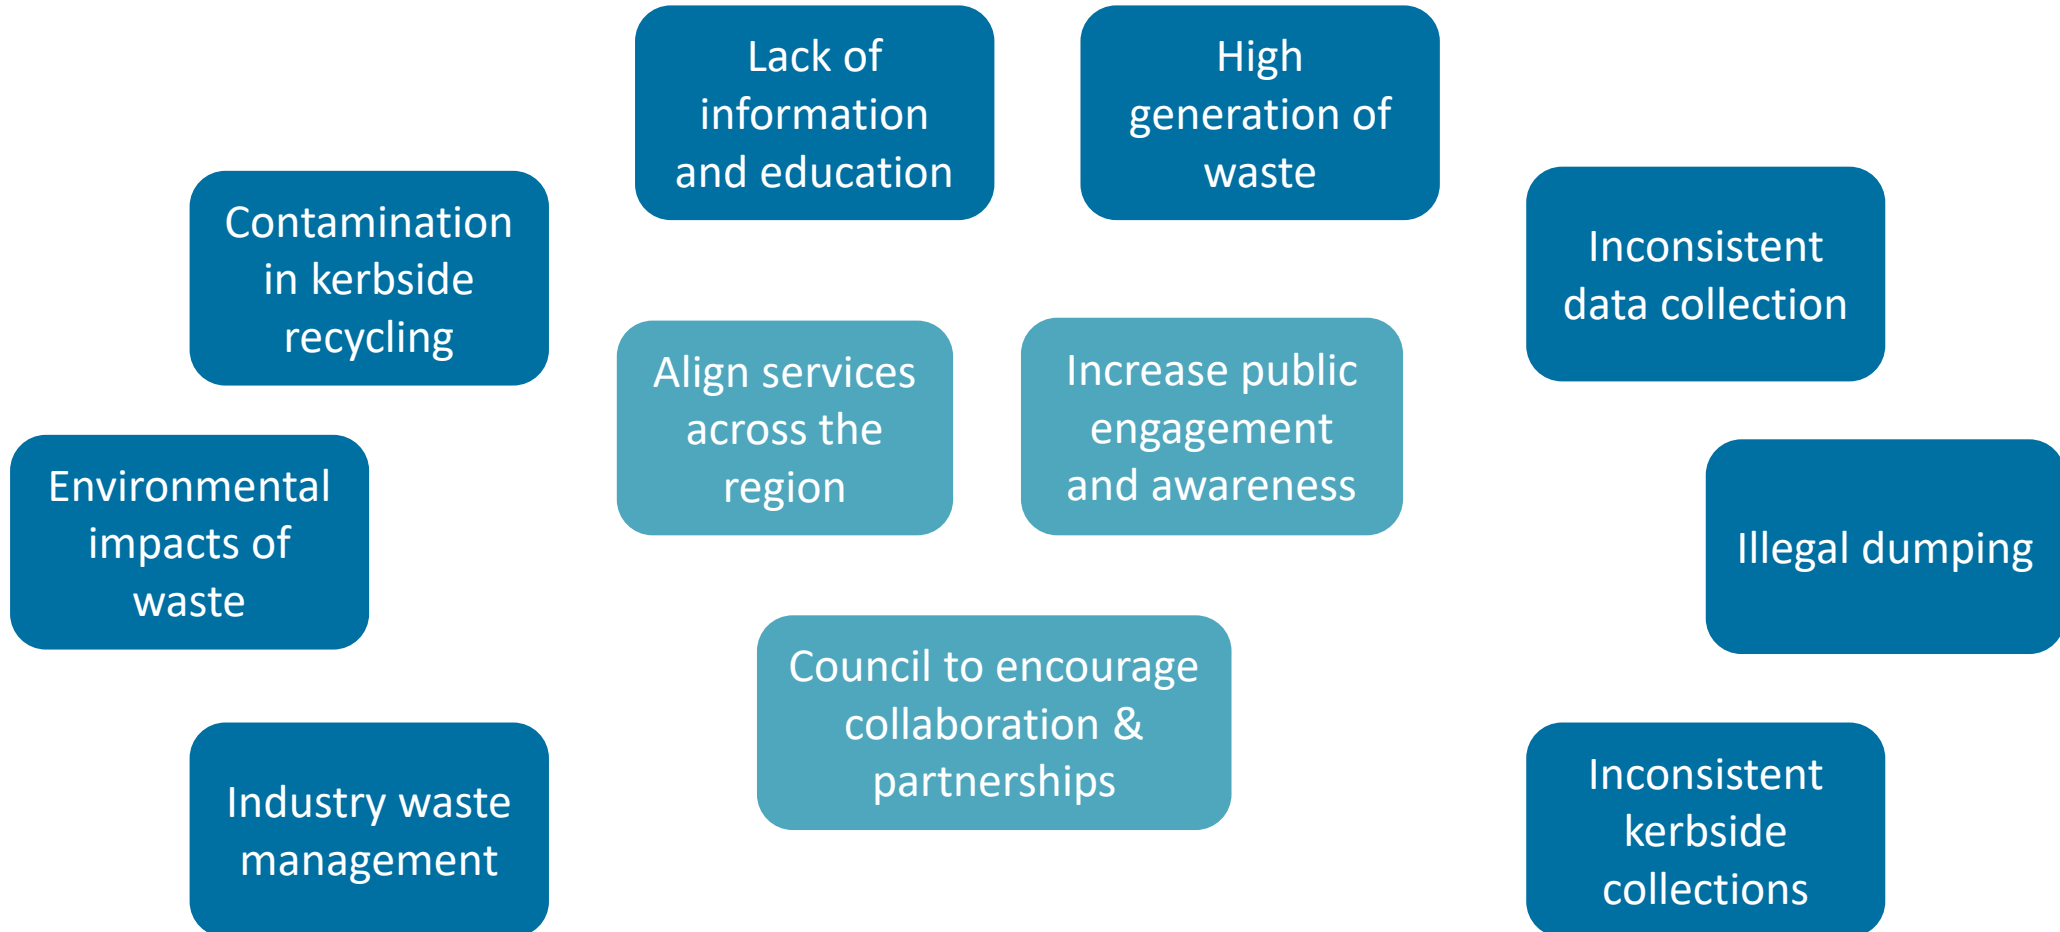 Lack of
information
and education
High
generation of
waste
Contamination
in kerbside
recycling
Inconsistent
data collection
Align services
across the
region
Increase public
engagement
and awareness
Environmental
impacts of
waste
Illegal dumping
Council to encourage
collaboration &
partnerships
Industry waste
management
Inconsistent
kerbside
collections